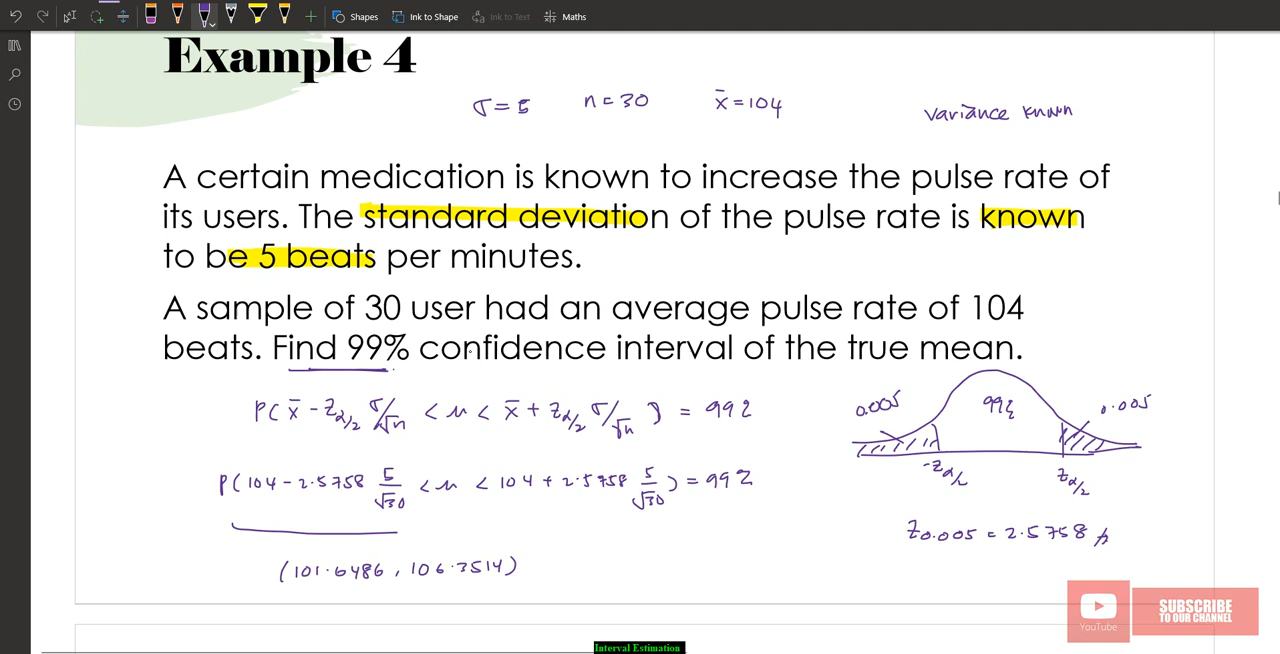 Shapes Ink to Shape Ink to Text Maths
Example 4
σ = 5 n = 30 x̄ = 104 variance known
A certain medication is known to increase the pulse rate of
its users. The standard deviation of the pulse rate is known
to be 5 beats per minutes.
A sample of 30 user had an average pulse rate of 104
beats. Find 99% confidence interval of the true mean.
P( x̄ - Zα/2 σ/√n < μ < x̄ + Zα/2 σ/√n ) = 99%
0.005 99% 0.005
-Zα/2 Zα/2
P( 104 - 2.5758 5/√30 < μ < 104 + 2.5758 5/√30 ) = 99%
Z0.005 = 2.5758
(101.6486, 106.3514)
YouTube
SUBSCRIBE
TO OUR CHANNEL
Interval Estimation